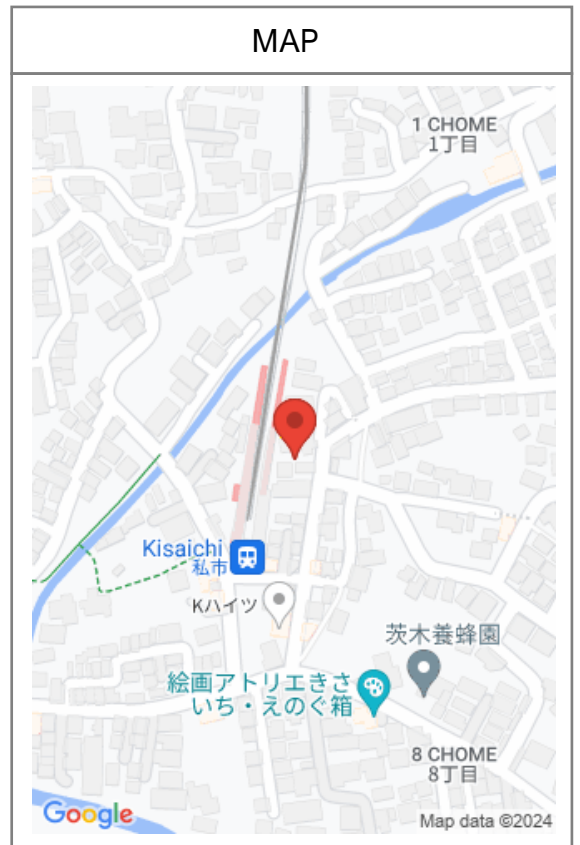 MAP
1 CHOME
1丁目
Kisaichi
私市
Kハイツ
茨木養蜂園
絵画アトリエきさ
いち・えのぐ箱
8 CHOME
8丁目
Google
Map data ©2024